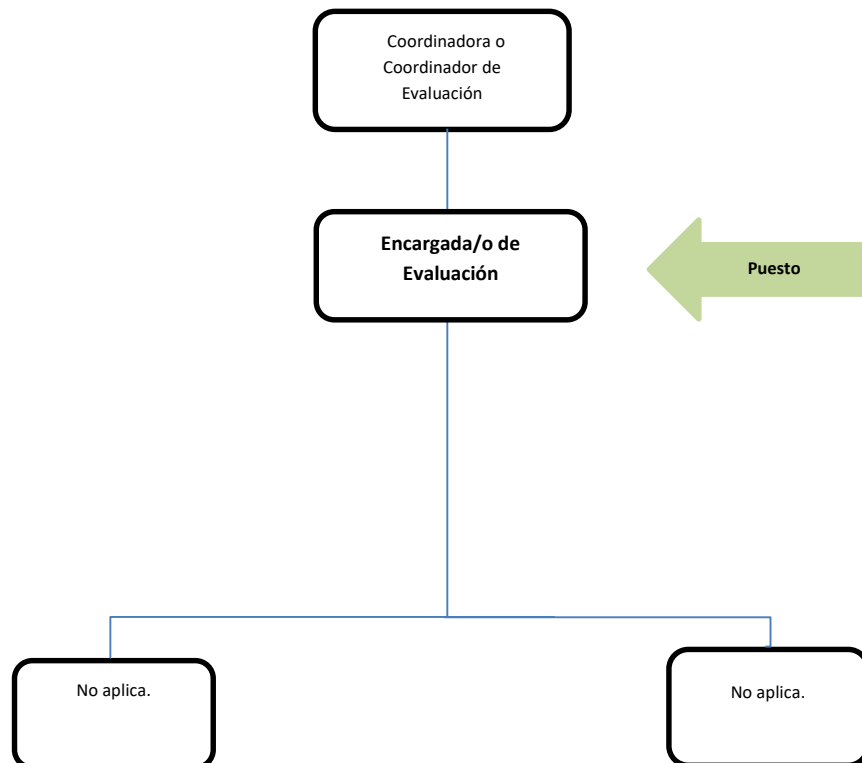 Coordinadora o
Coordinador de
Evaluación
Encargada/o de
Evaluación
Puesto
No aplica.
No aplica.